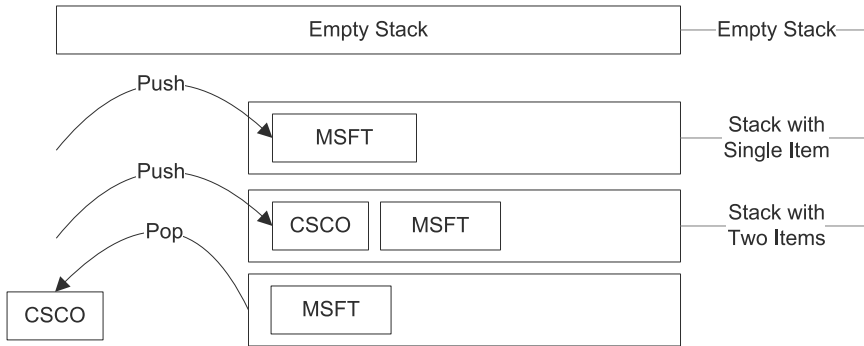 Empty Stack
Empty Stack
Push
MSFT
Stack with
Single Item
Push
CSCO
MSFT
Stack with
Two Items
Pop
CSCO
MSFT